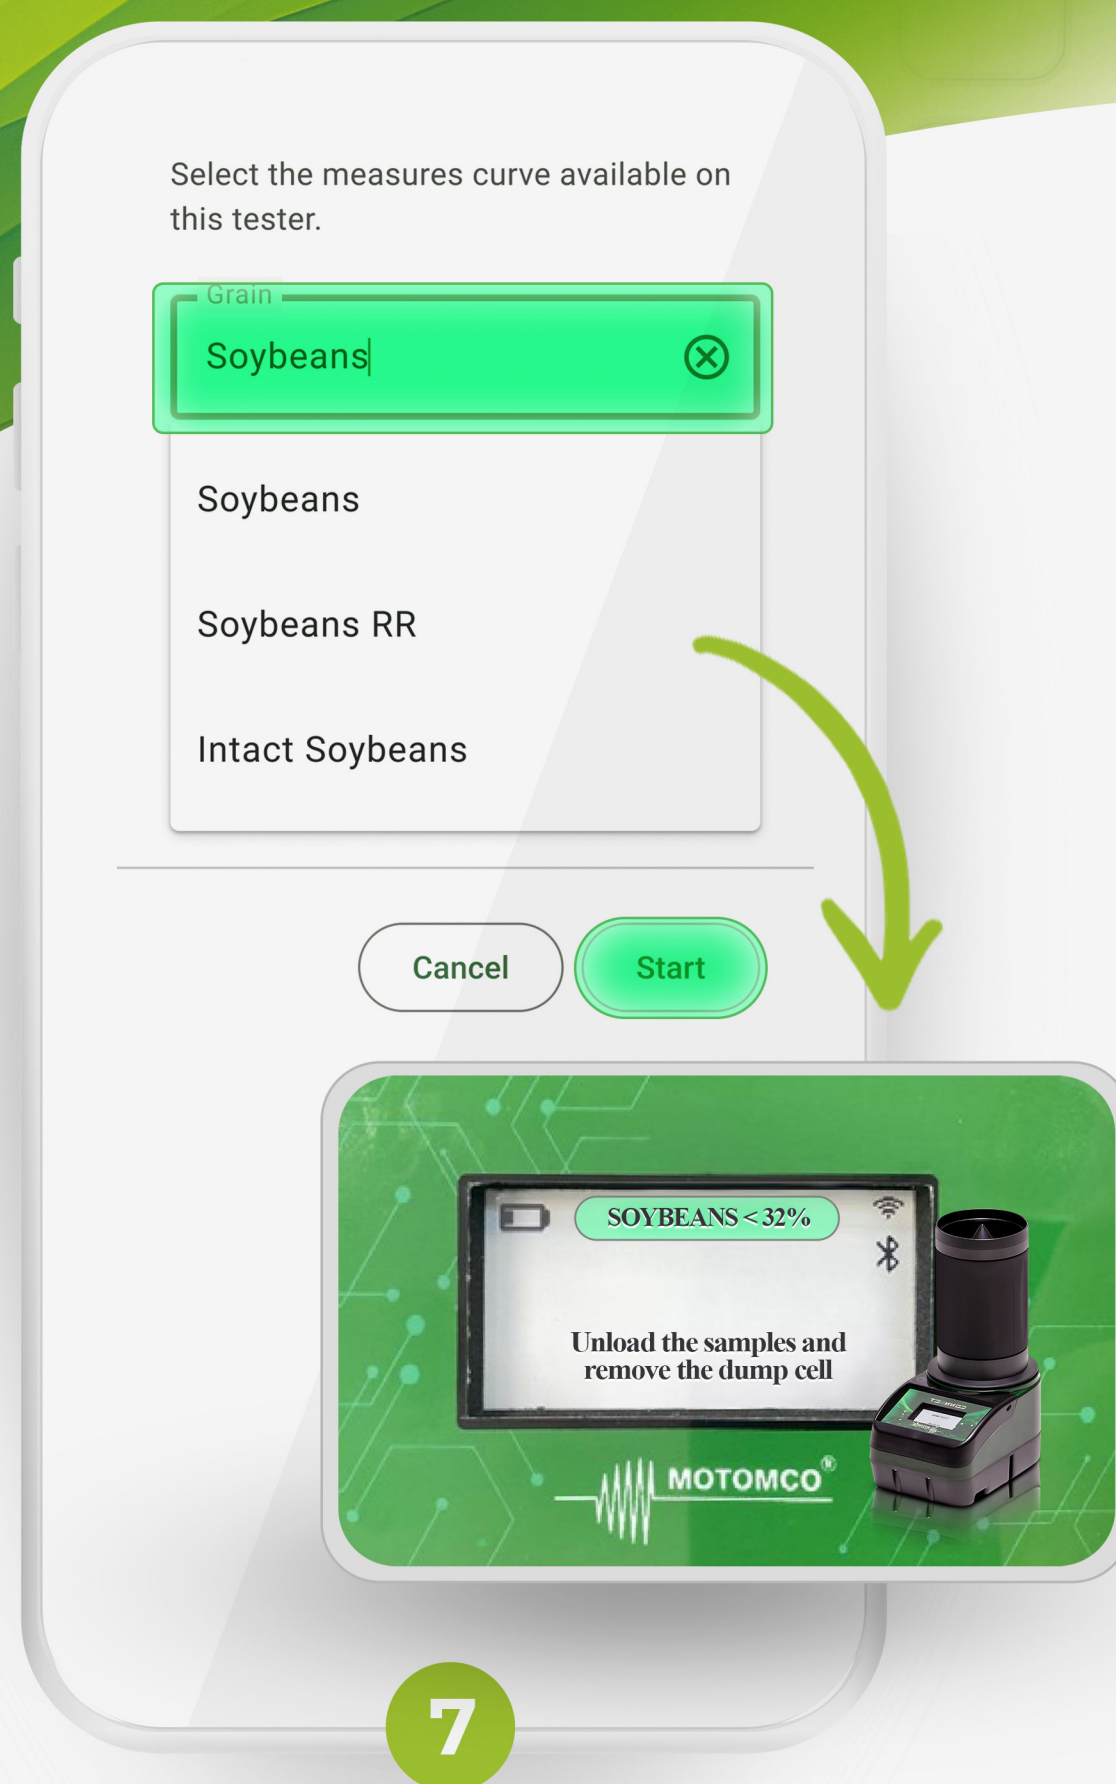 Select the measures curve available on
this tester.
Grain
Soybeans
Soybeans
Soybeans RR
Intact Soybeans
Cancel
Start
SOYBEANS < 32%
Unload the samples and
remove the dump cell
MOTOMCO®
7